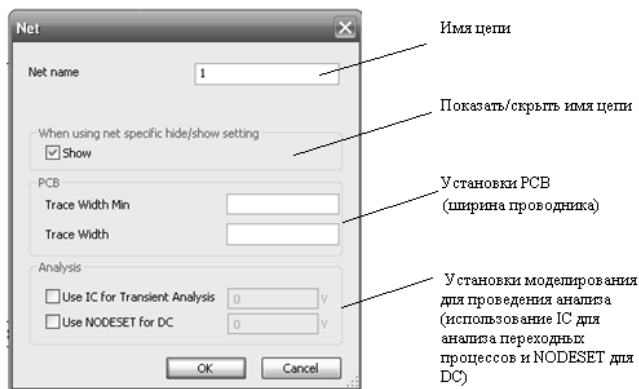 Net
Имя цепи
Net name
1
Показать/скрыть имя цепи
When using net specific hide/show setting
Show
PCB
Trace Width Min
Trace Width
Установки PCB
(ширина проводника)
Analysis
Use IC for Transient Analysis
0
V
Use NODESET for DC
0
V
Установки моделирования
для проведения анализа
(использование IC для
анализа переходных
процессов и NODESET для
DC)
OK
Cancel